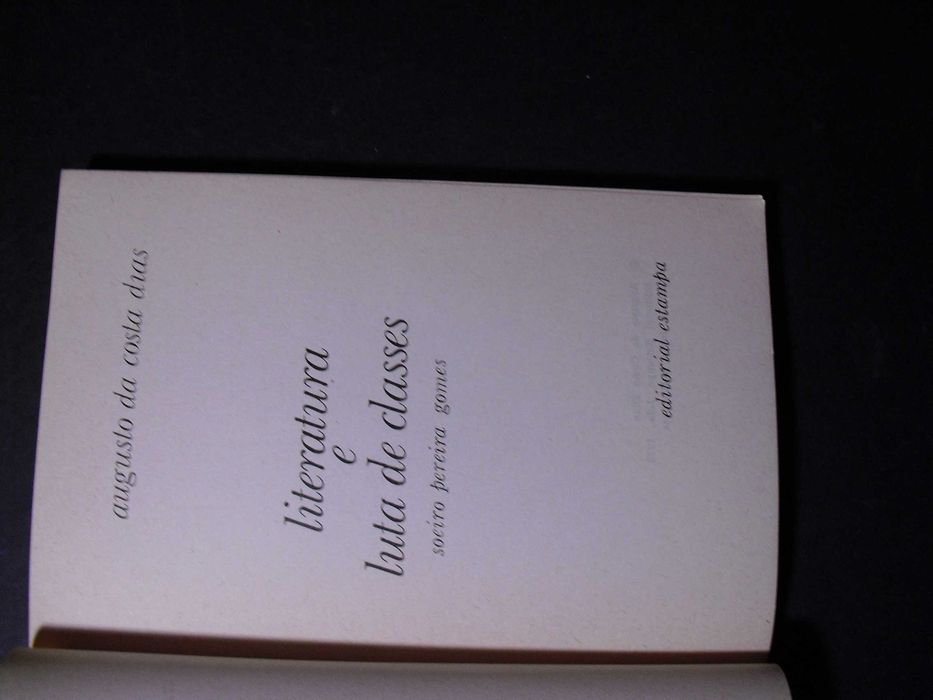 augusto da costa dias
literatura
e
luta de classes
soeiro pereira gomes
editorial estampa